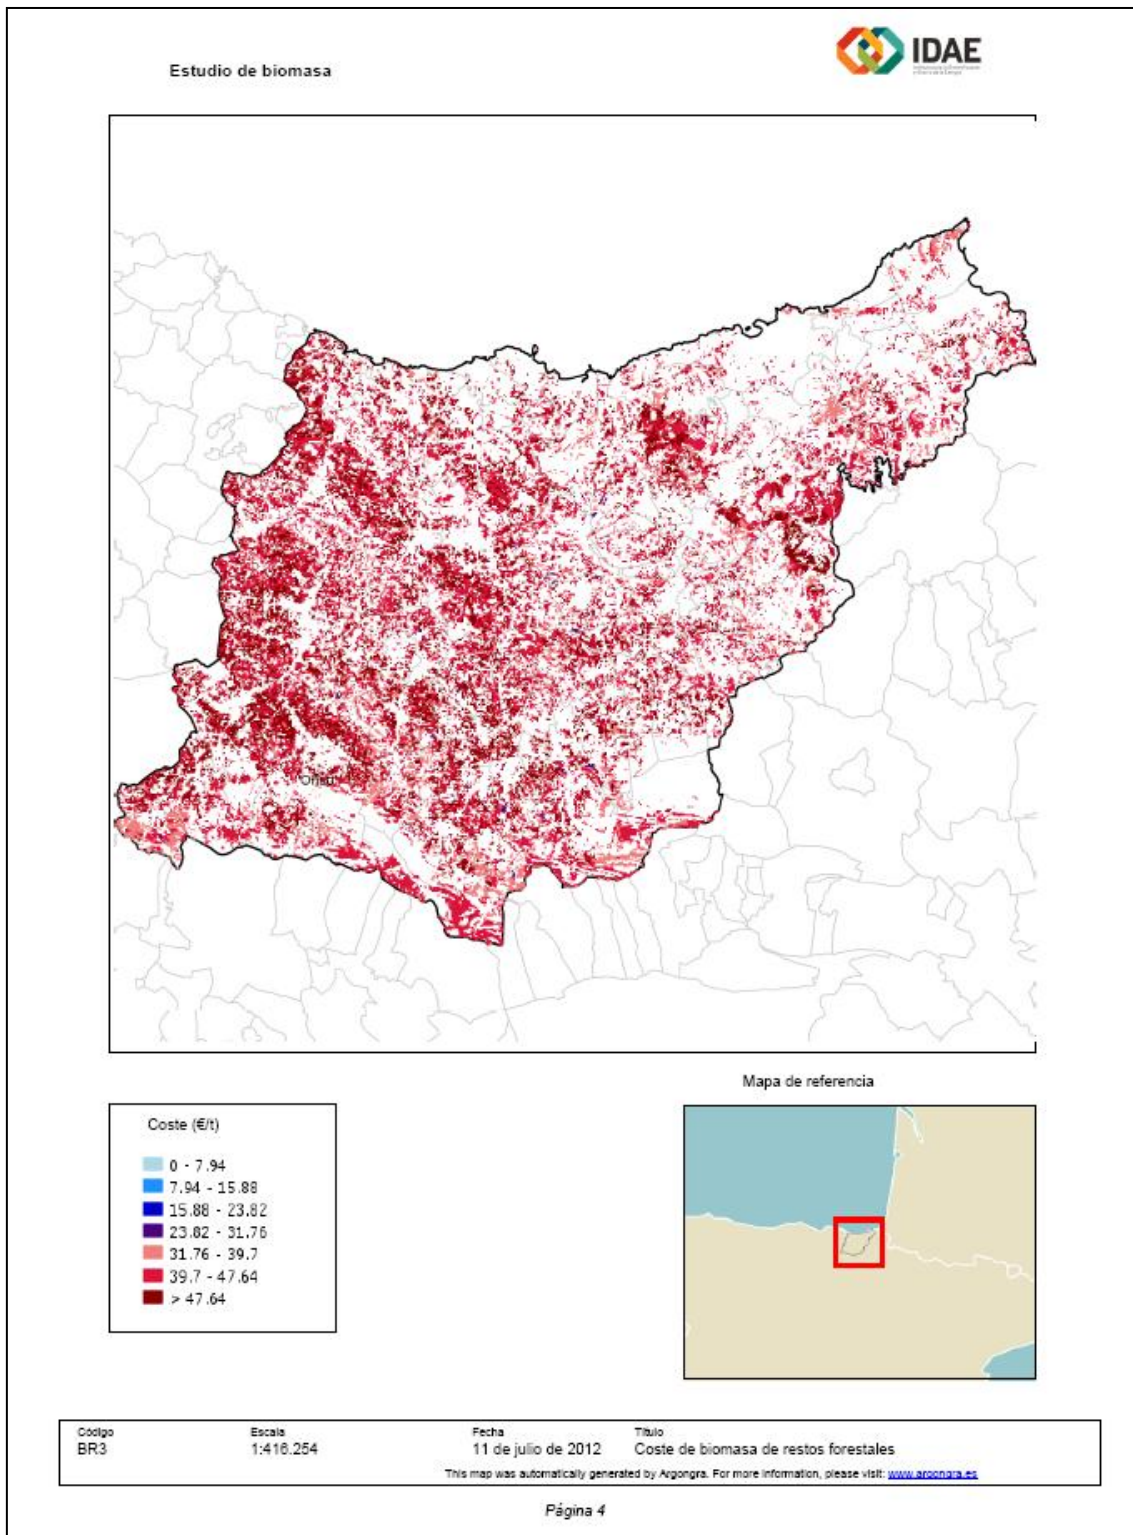 Estudio de biomasa
IDAE
Oñati
Mapa de referencia
Coste (€/t)
0 - 7.94
7.94 - 15.88
15.88 - 23.82
23.82 - 31.76
31.76 - 39.7
39.7 - 47.64
> 47.64
Código Escala Fecha Título
BR3 1:416.254 11 de julio de 2012 Coste de biomasa de restos forestales
This map was automatically generated by Argongra. For more information, please visit: www.argongra.es
Página 4